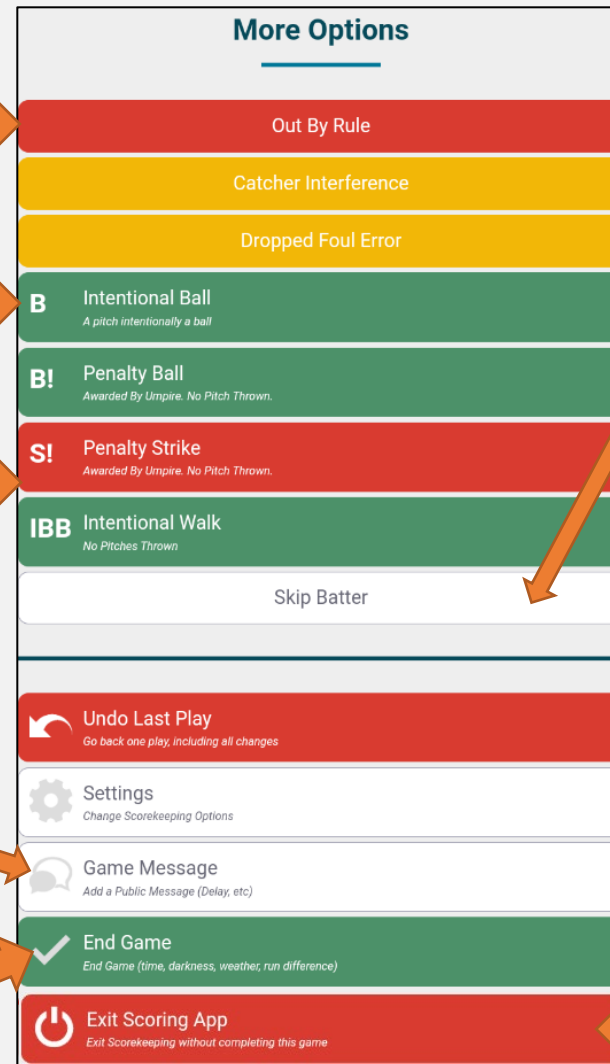 More Options
Out By Rule
Catcher Interference
Dropped Foul Error
B Intentional Ball
A pitch intentionally a ball
B! Penalty Ball
Awarded By Umpire. No Pitch Thrown.
S! Penalty Strike
Awarded By Umpire. No Pitch Thrown.
IBB Intentional Walk
No Pitches Thrown
Skip Batter
Undo Last Play
Go back one play, including all changes
Settings
Change Scorekeeping Options
Game Message
Add a Public Message (Delay, etc)
End Game
End Game (time, darkness, weather, run difference)
Exit Scoring App
Exit Scorekeeping without completing this game